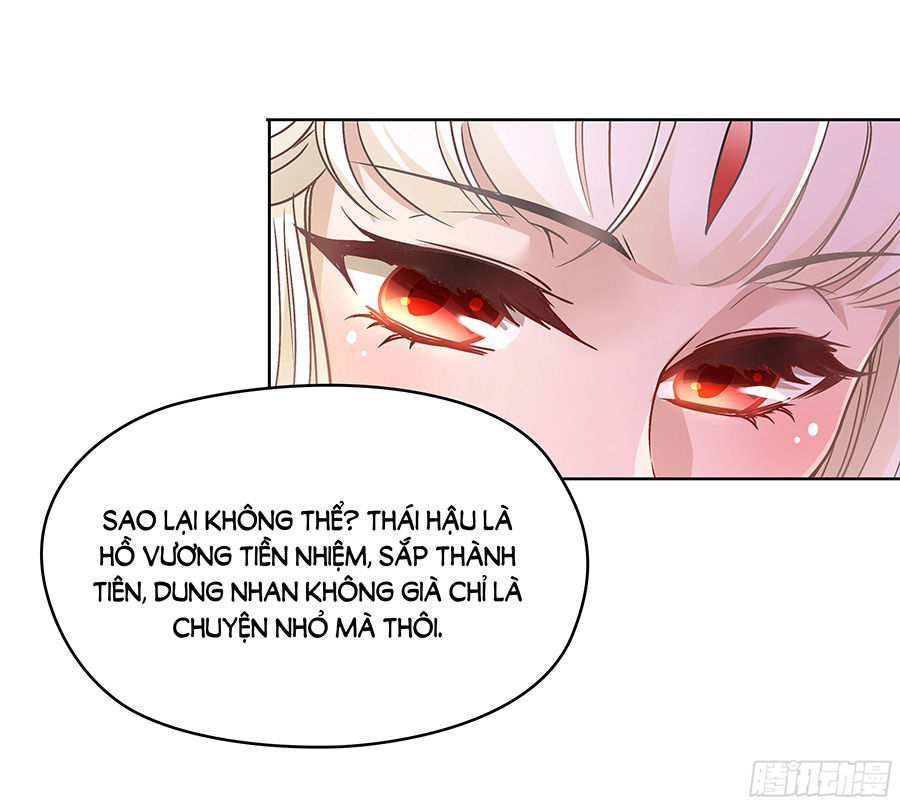 SAO LẠI KHÔNG THỂ? THÁI HẬU LÀ
HỒ VƯƠNG TIỀN NHIỆM, SẮP THÀNH
TIÊN, DUNG NHAN KHÔNG GIÀ CHỈ LÀ
CHUYỆN NHỎ MÀ THÔI.
腾讯动漫